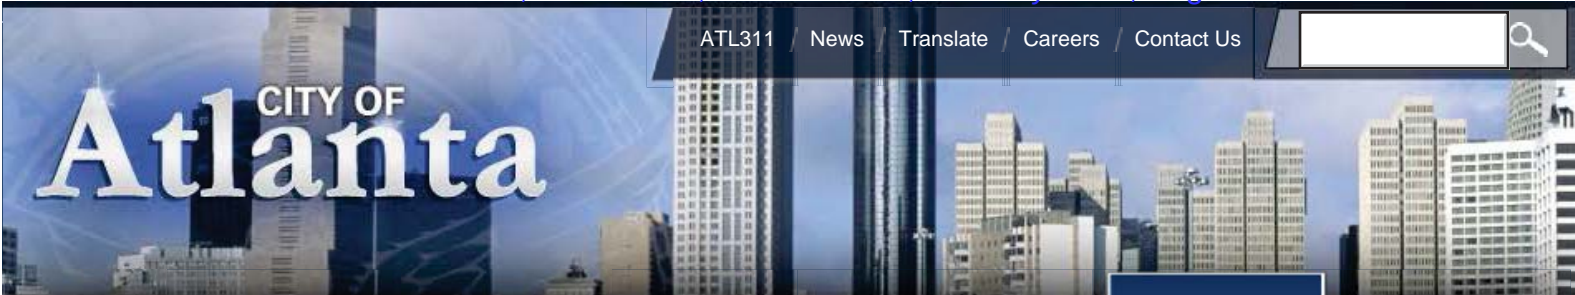 ATL311 / News / Translate / Careers / Contact Us
CITY OF
Atlanta